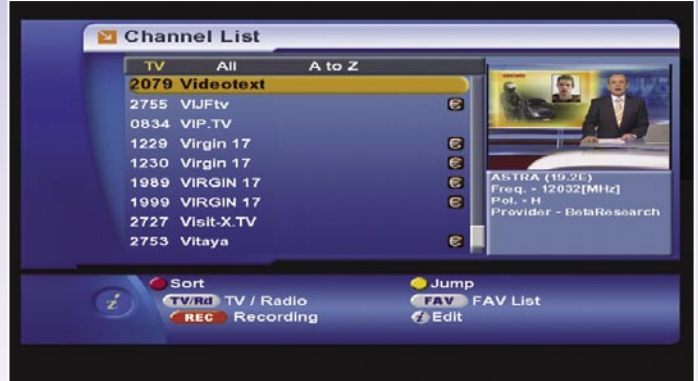 Channel List
TV All A to Z
2079 Videotext
2755 VIJFtv
0834 VIP.TV
1229 Virgin 17
1230 Virgin 17
1989 VIRGIN 17
1999 VIRGIN 17
2727 Visit-X.TV
2753 Vitaya
ASTRA (19.2E)
Freq. - 12032[MHz]
Pol. - H
Provider - BetaResearch
Sort Jump
TV/Rd TV / Radio FAV FAV List
REC Recording i Edit
i